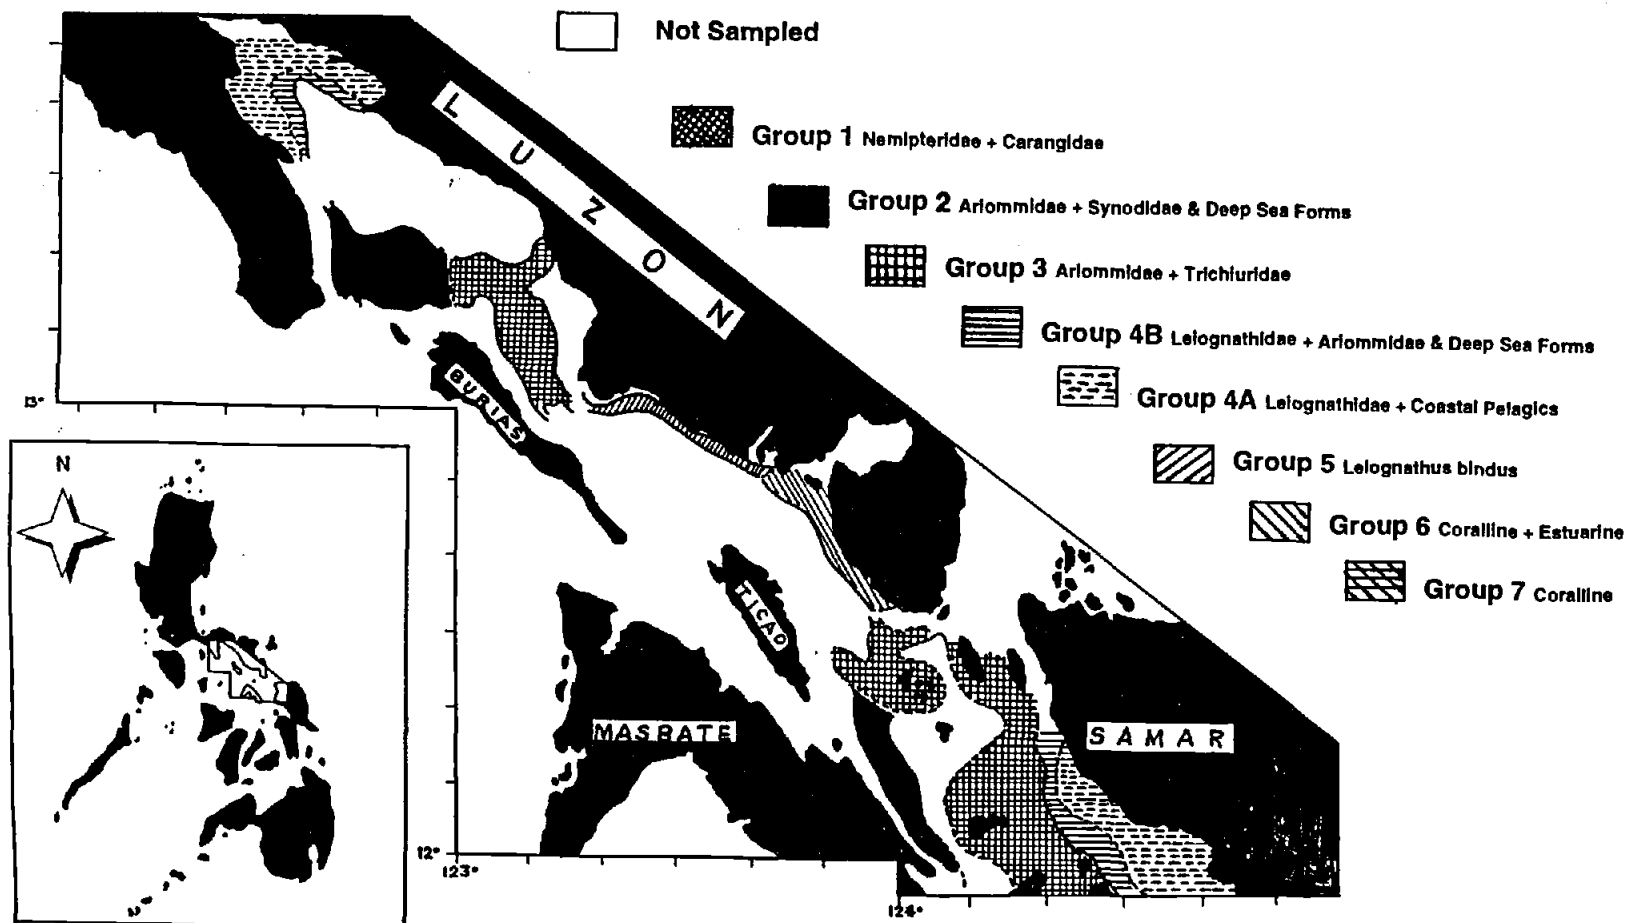 Not Sampled
Group 1 Nemipteridae + Carangidae
LUZON
Group 2 Ariommidae + Synodidae & Deep Sea Forms
Group 3 Ariommidae + Trichiuridae
Group 4B Leiognathidae + Ariommidae & Deep Sea Forms
BURIAS
Group 4A Leiognathidae + Coastal Pelagics
13°
N
Group 5 Leiognathus bindus
Group 6 Coralline + Estuarine
Group 7 Coralline
TICAO
MASBATE
SAMAR
12°
123°
124°